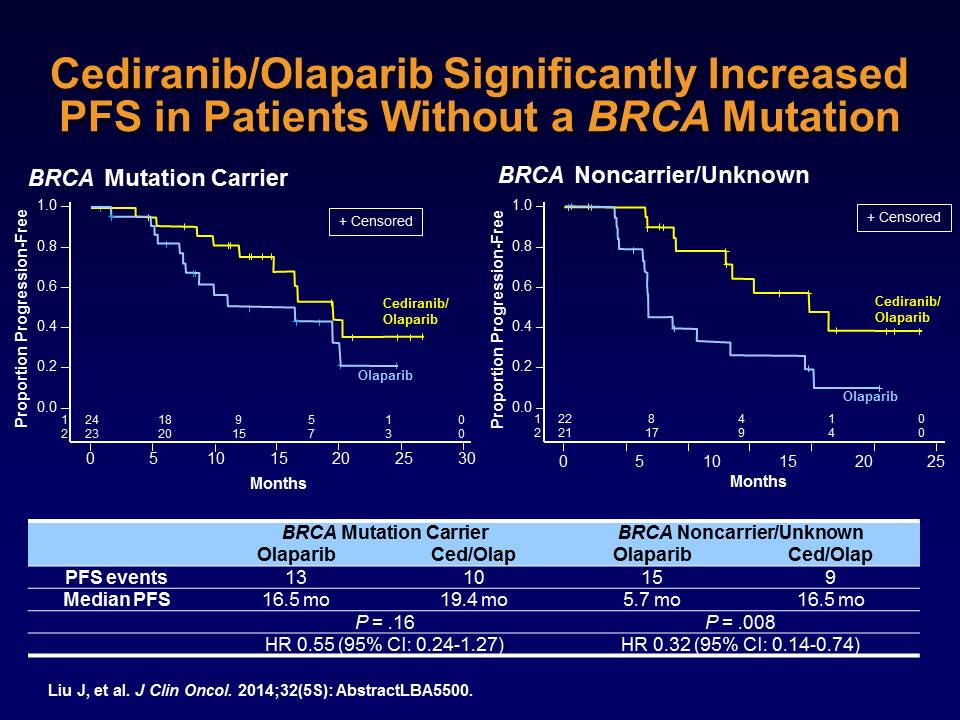 Cediranib/Olaparib Significantly Increased
PFS in Patients Without a BRCA Mutation
BRCA Mutation Carrier
Proportion Progression-Free
1.0
0.8
0.6
0.4
0.2
0.0
+ Censored
Cediranib/
Olaparib
Olaparib
1 24 18 9 5 1 0
2 23 20 15 7 3 0
0 5 10 15 20 25 30
Months
BRCA Noncarrier/Unknown
Proportion Progression-Free
1.0
0.8
0.6
0.4
0.2
0.0
+ Censored
Cediranib/
Olaparib
Olaparib
1 22 8 4 1 0
2 21 17 9 4 0
0 5 10 15 20 25
Months
BRCA Mutation Carrier BRCA Noncarrier/Unknown
Olaparib Ced/Olap Olaparib Ced/Olap
PFS events 13 10 15 9
Median PFS 16.5 mo 19.4 mo 5.7 mo 16.5 mo
P = .16 P = .008
HR 0.55 (95% CI: 0.24-1.27) HR 0.32 (95% CI: 0.14-0.74)
Liu J, et al. J Clin Oncol. 2014;32(5S): AbstractLBA5500.